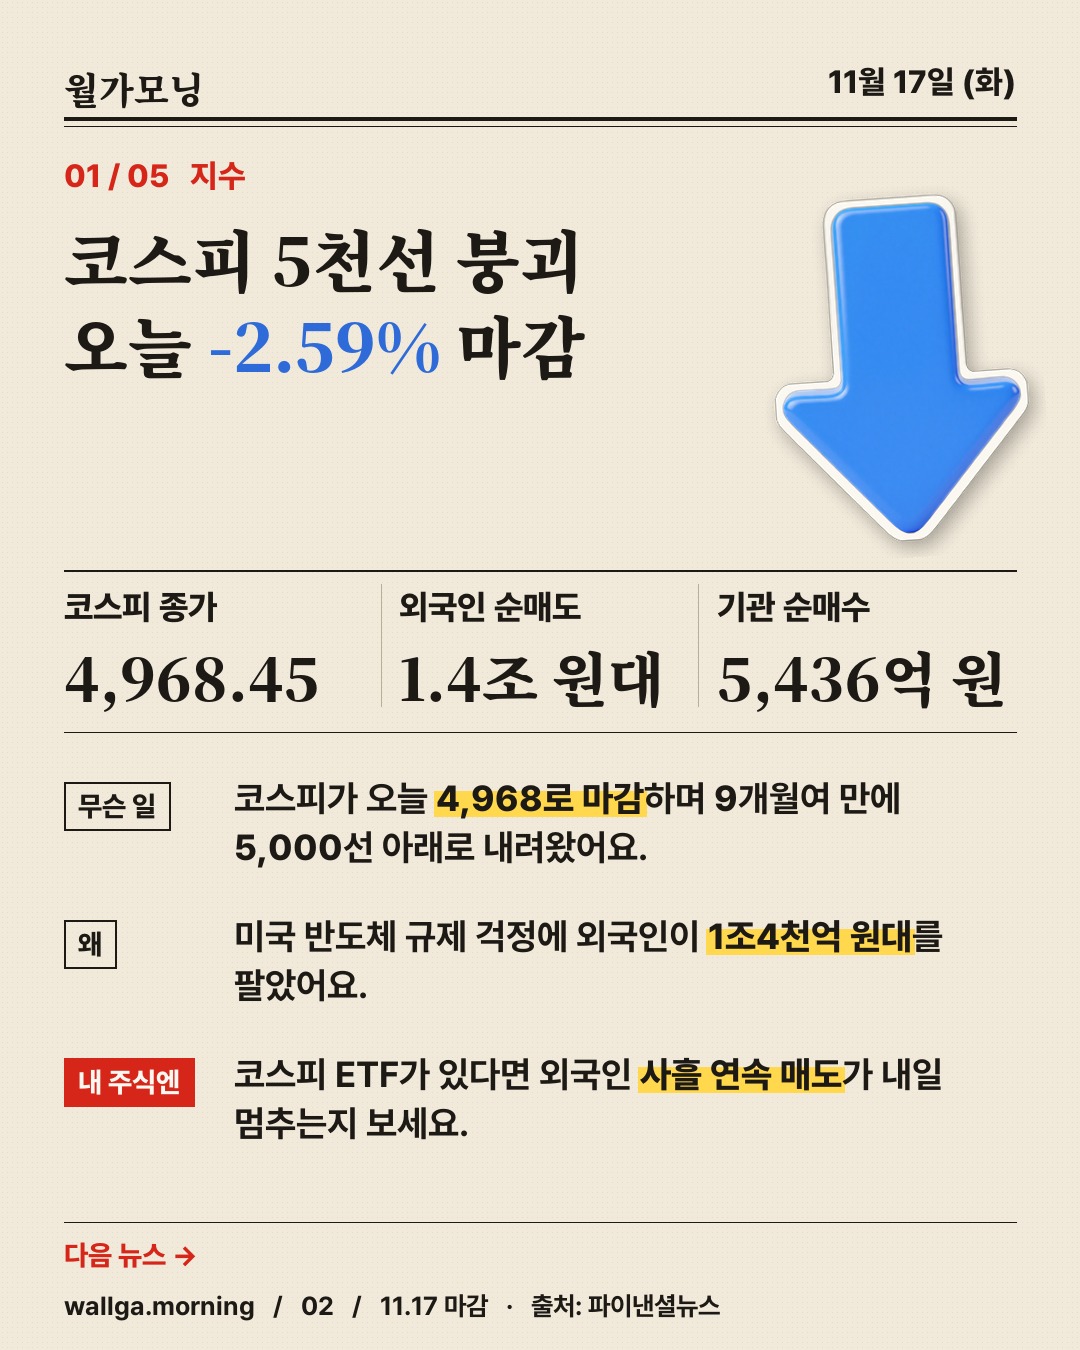 월가모닝
11월 17일 (화)
01 / 05 지수
코스피 5천선 붕괴
오늘 -2.59% 마감
코스피 종가
4,968.45
외국인 순매도
1.4조 원대
기관 순매수
5,436억 원
무슨 일
코스피가 오늘 4,968로 마감하며 9개월여 만에
5,000선 아래로 내려왔어요.
왜
미국 반도체 규제 걱정에 외국인이 1조4천억 원대를
팔았어요.
내 주식엔
코스피 ETF가 있다면 외국인 사흘 연속 매도가 내일
멈추는지 보세요.
다음 뉴스 →
wallga.morning / 02 / 11.17 마감 · 출처: 파이낸셜뉴스